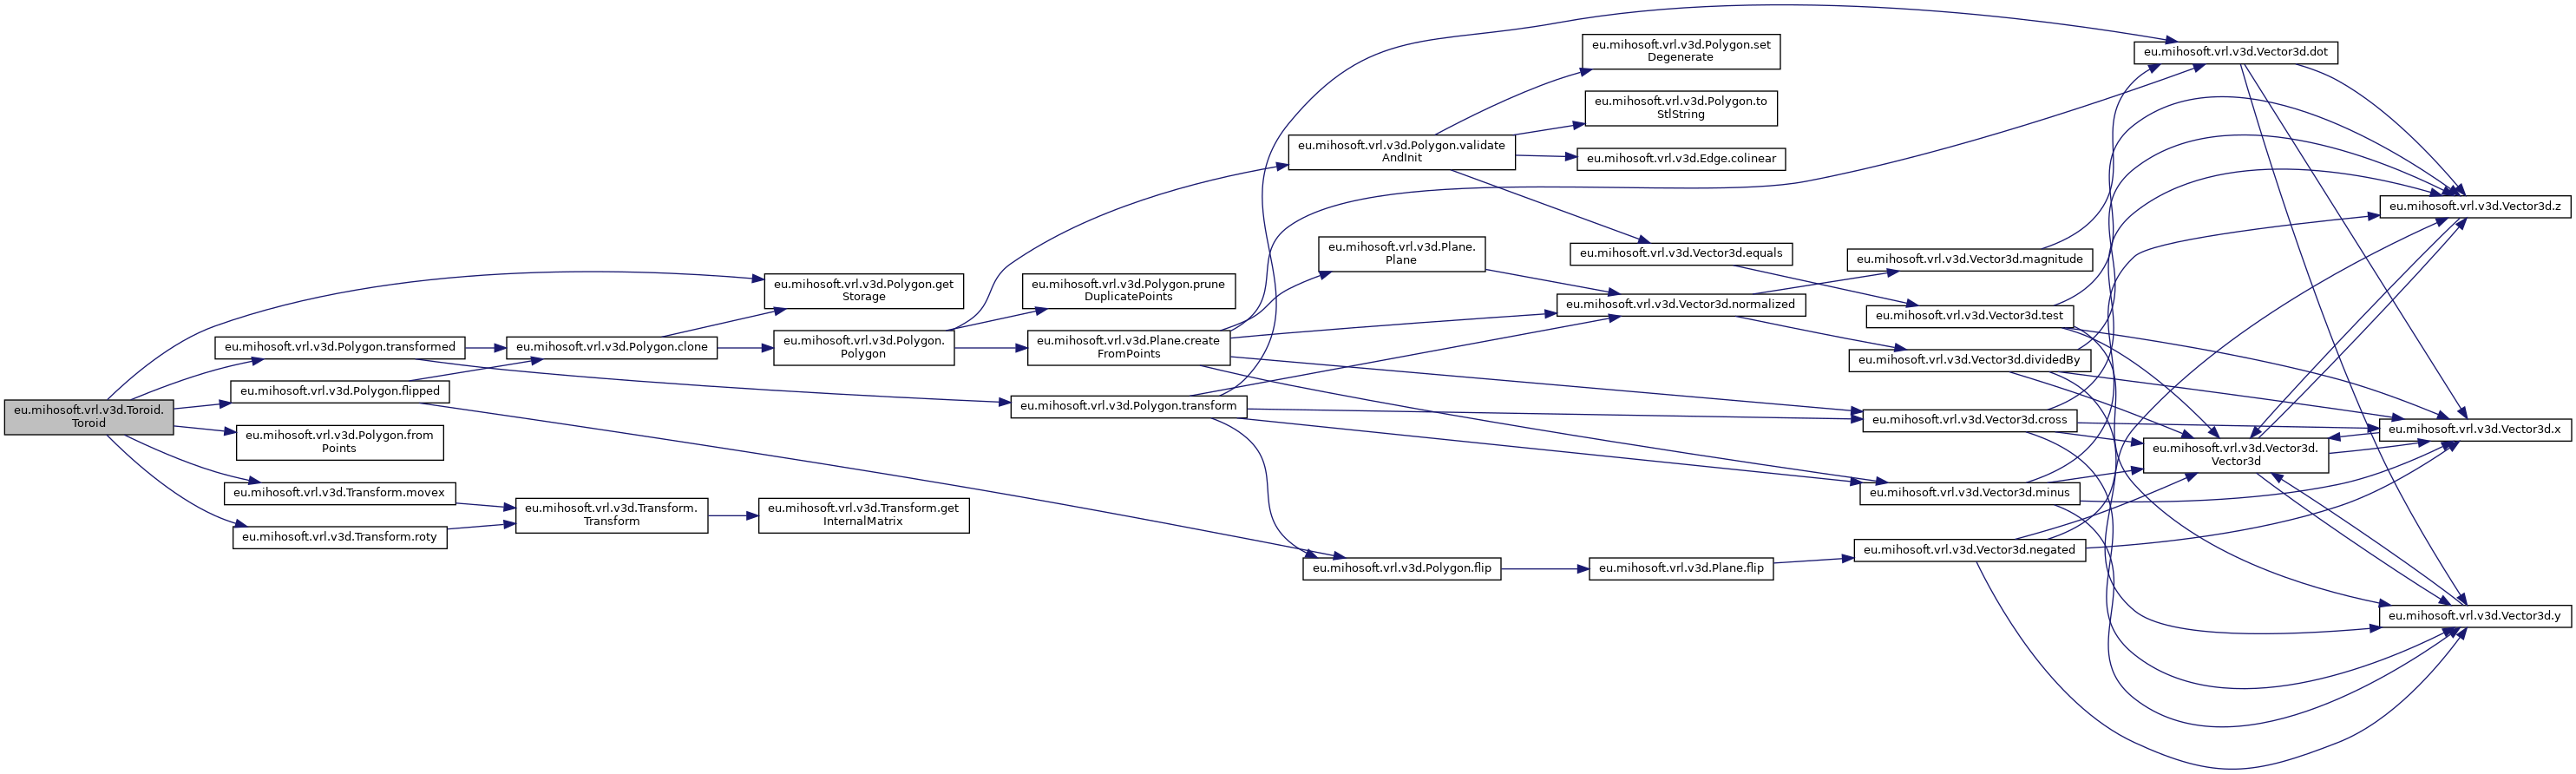 eu.mihosoft.vrl.v3d.Toroid.
Toroid
eu.mihosoft.vrl.v3d.Polygon.transformed
eu.mihosoft.vrl.v3d.Polygon.flipped
eu.mihosoft.vrl.v3d.Polygon.from
Points
eu.mihosoft.vrl.v3d.Transform.movex
eu.mihosoft.vrl.v3d.Transform.roty
eu.mihosoft.vrl.v3d.Polygon.clone
eu.mihosoft.vrl.v3d.Transform.
Transform
eu.mihosoft.vrl.v3d.Polygon.get
Storage
eu.mihosoft.vrl.v3d.Polygon.
Polygon
eu.mihosoft.vrl.v3d.Transform.get
InternalMatrix
eu.mihosoft.vrl.v3d.Polygon.prune
DuplicatePoints
eu.mihosoft.vrl.v3d.Plane.create
FromPoints
eu.mihosoft.vrl.v3d.Polygon.transform
eu.mihosoft.vrl.v3d.Polygon.validate
AndInit
eu.mihosoft.vrl.v3d.Plane.
Plane
eu.mihosoft.vrl.v3d.Polygon.flip
eu.mihosoft.vrl.v3d.Polygon.set
Degenerate
eu.mihosoft.vrl.v3d.Polygon.to
StlString
eu.mihosoft.vrl.v3d.Edge.colinear
eu.mihosoft.vrl.v3d.Vector3d.equals
eu.mihosoft.vrl.v3d.Vector3d.normalized
eu.mihosoft.vrl.v3d.Plane.flip
eu.mihosoft.vrl.v3d.Vector3d.magnitude
eu.mihosoft.vrl.v3d.Vector3d.test
eu.mihosoft.vrl.v3d.Vector3d.dividedBy
eu.mihosoft.vrl.v3d.Vector3d.cross
eu.mihosoft.vrl.v3d.Vector3d.minus
eu.mihosoft.vrl.v3d.Vector3d.negated
eu.mihosoft.vrl.v3d.Vector3d.dot
eu.mihosoft.vrl.v3d.Vector3d.
Vector3d
eu.mihosoft.vrl.v3d.Vector3d.z
eu.mihosoft.vrl.v3d.Vector3d.x
eu.mihosoft.vrl.v3d.Vector3d.y